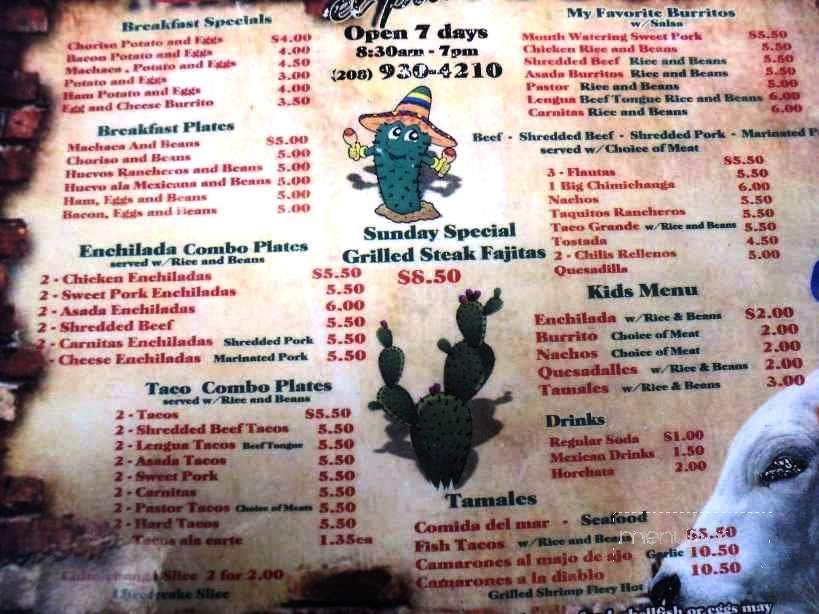 Open 7 days
8:30am - 7pm
(208) 930-4210
Breakfast Specials
Choriso Potato and Eggs $4.00
Bacon Potato and Eggs 4.00
Machaca , Potato and Eggs 4.50
Potato and Eggs 3.00
Ham Potato and Eggs 4.00
Egg and Cheese Burrito 3.50
Breakfast Plates
Machaca And Beans $5.00
Choriso and Beans 5.00
Huevos Rancheros and Beans 5.00
Huevo ala Mexicana and Beans 5.00
Ham, Eggs and Beans 5.00
Bacon, Eggs and Beans 5.00
Enchilada Combo Plates
served w/Rice and Beans
2 - Chicken Enchiladas $5.50
2 - Sweet Pork Enchiladas 5.50
2 - Asada Enchiladas 6.00
2 - Shredded Beef 5.50
2 - Carnitas Enchiladas Shredded Pork 5.50
- Cheese Enchiladas Marinated Pork 5.50
Taco Combo Plates
served w/Rice and Beans
2 - Tacos $5.50
2 - Shredded Beef Tacos 5.50
2 - Lengua Tacos Beef Tongue 5.50
2 - Asada Tacos 5.50
2 - Sweet Pork 5.50
2 - Carnitas 5.50
2 - Pastor Tacos Choice of Meats 5.50
2 - Hard Tacos 5.50
Tacos ala carte 1.35ea
Chimichanga Slice 2 for 2.00
Cheesecake Slice
Sunday Special
Grilled Steak Fajitas
$8.50
My Favorite Burritos
w/Salsa
Mouth Watering Sweet Pork $5.50
Chicken Rice and Beans 5.50
Shredded Beef Rice and Beans 5.50
Asada Burritos Rice and Beans 5.50
Pastor Rice and Beans 5.00
Lengua Beef Tongue Rice and Beans 6.00
Carnitas Rice and Beans 6.00
Beef - Shredded Beef - Shredded Pork - Marinated P
served w/Choice of Meat
$5.50
3 - Flautas 5.50
1 Big Chimichanga 6.00
Nachos 5.50
Taquitos Rancheros 5.50
Taco Grande w/Rice and Beans 5.50
Tostada 4.50
2 - Chilis Rellenos 5.00
Quesadilla
Kids Menu
Enchilada w/Rice & Beans $2.00
Burrito Choice of Meat 2.00
Nachos Choice of Meat 2.00
Quesadalles w/Rice & Beans 2.00
Tamales w/Rice & Beans 3.00
Drinks
Regular Soda $1.00
Mexican Drinks 1.50
Horchata 2.00
Tamales
Comida del mar - Seafood
Fish Tacos w/Rice and Beans $5.50
Camarones al majo de ajo Garlic 10.50
Camarones a la diablo 10.50
Grilled Shrimp Fiery Hot
shellfish or eggs may
menu